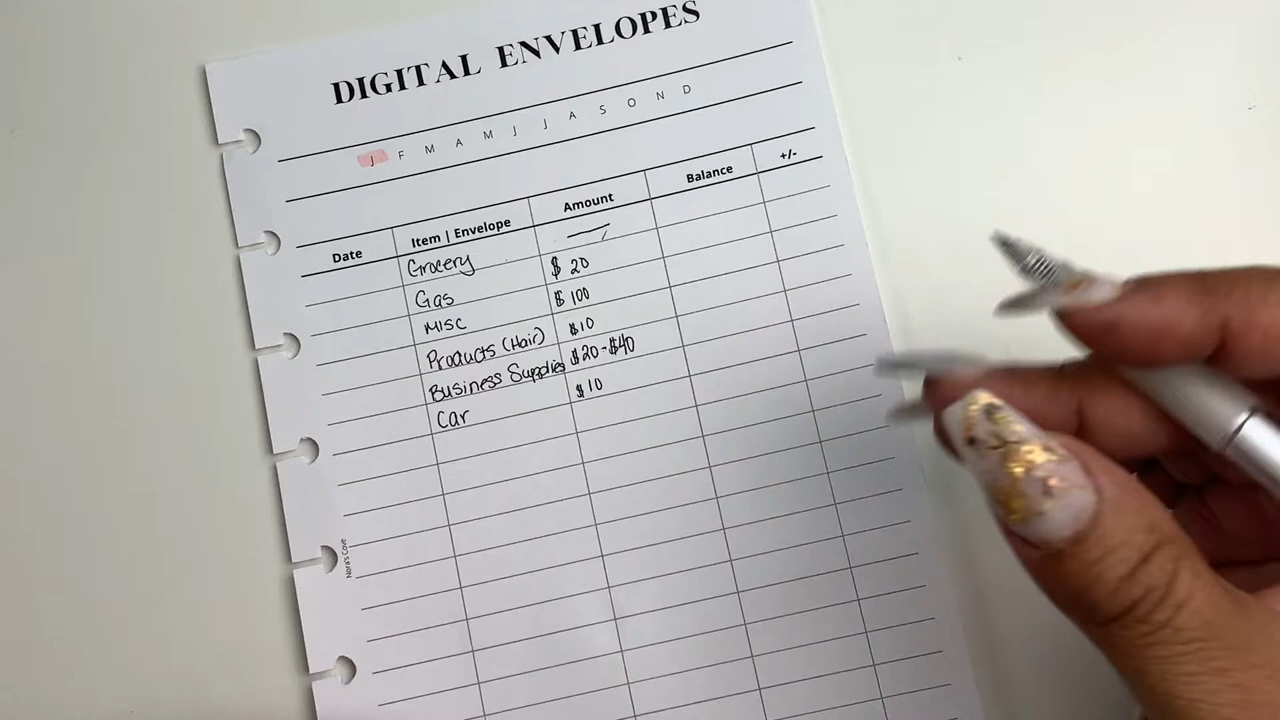 DIGITAL ENVELOPES
J F M A M J J A S O N D
Date Item | Envelope Amount Balance +/-
Grocery —
Gas $ 20
MISC $ 100
Products (Hair) $10
Business Supplies $20-$40
Car $10
Nora's Cove